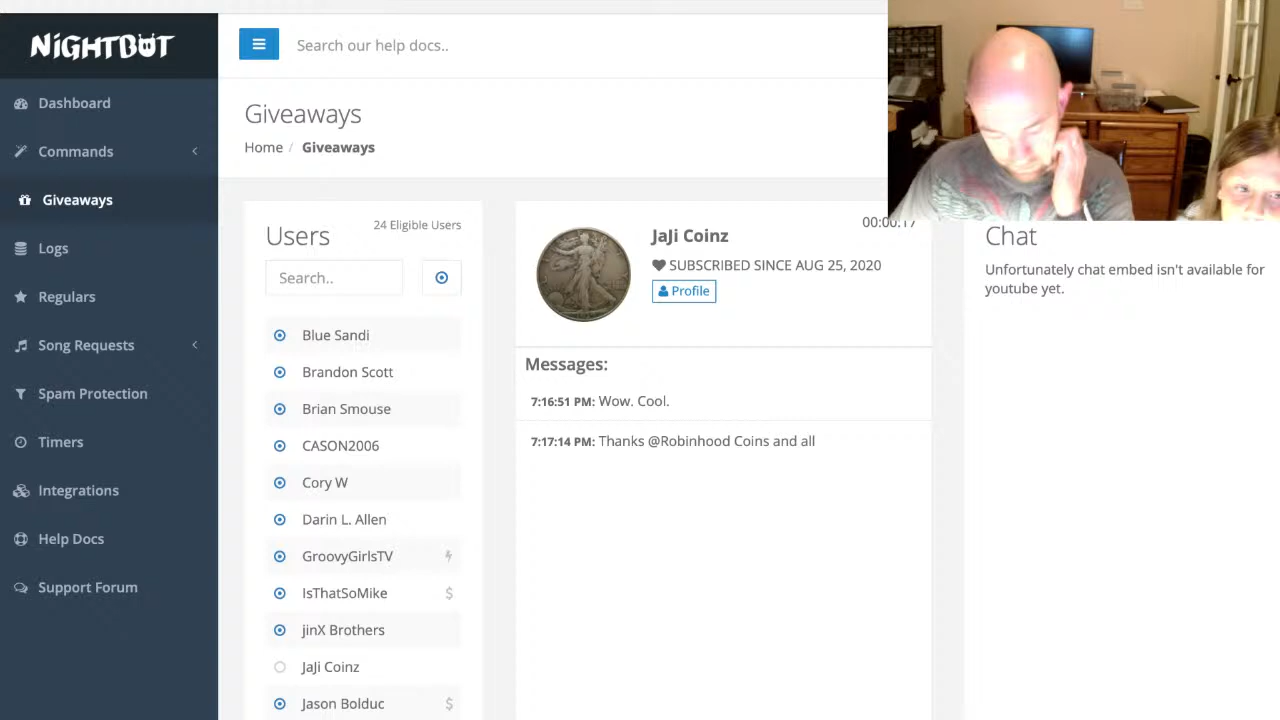 NiGHTBOT
Search our help docs..
Dashboard
Commands
Giveaways
Logs
Regulars
Song Requests
Spam Protection
Timers
Integrations
Help Docs
Support Forum
Giveaways
Home / Giveaways
Users
24 Eligible Users
Search..
Blue Sandi
Brandon Scott
Brian Smouse
CASON2006
Cory W
Darin L. Allen
GroovyGirlsTV
IsThatSoMike $
jinX Brothers
JaJi Coinz
Jason Bolduc $
00:00:17
JaJi Coinz
SUBSCRIBED SINCE AUG 25, 2020
Profile
Messages:
7:16:51 PM: Wow. Cool.
7:17:14 PM: Thanks @Robinhood Coins and all
Chat
Unfortunately chat embed isn't available for
youtube yet.